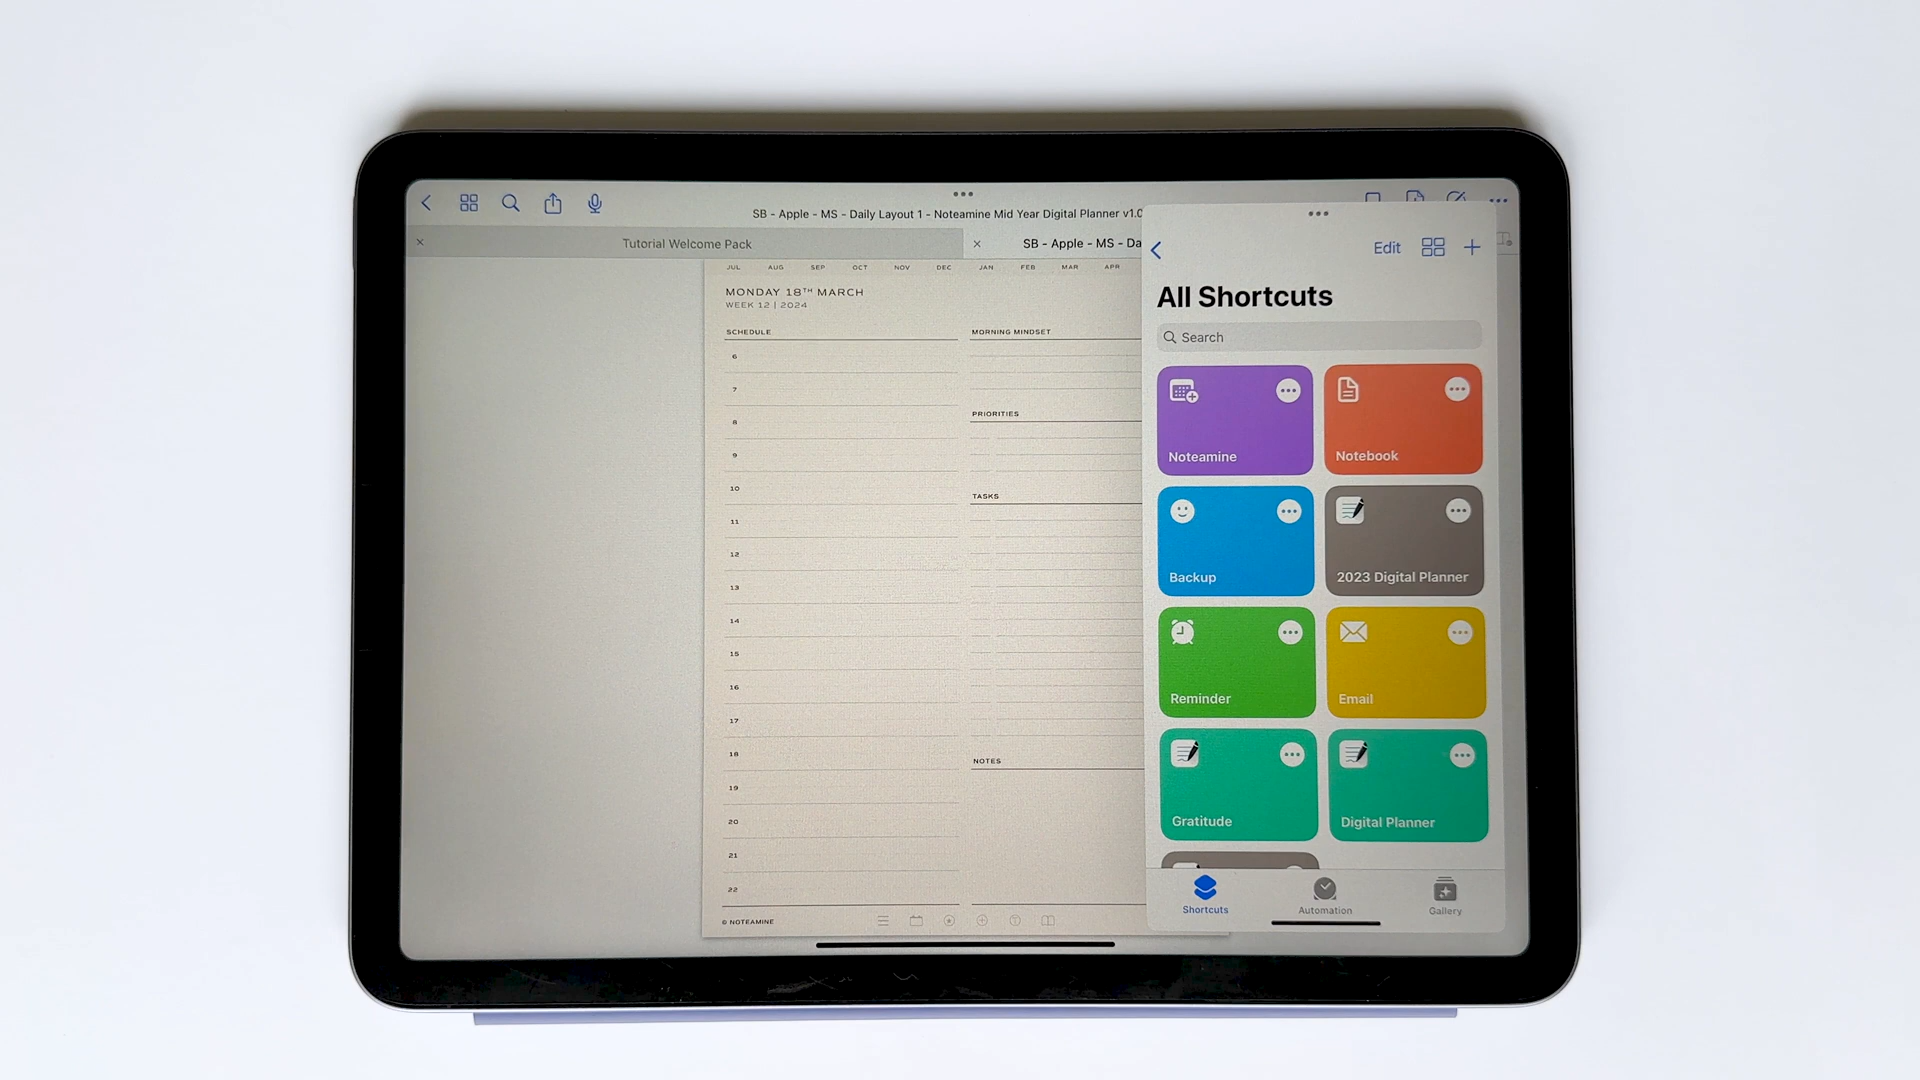 SB - Apple - MS - Daily Layout 1 - Noteamine Mid Year Digital Planner v1.0
Tutorial Welcome Pack
SB - Apple - MS - Da
JUL AUG SEP OCT NOV DEC JAN FEB MAR APR
MONDAY 18TH MARCH
WEEK 12 | 2024
SCHEDULE
6
7
8
9
10
11
12
13
14
15
16
17
18
19
20
21
22
© NOTEAMINE
MORNING MINDSET
PRIORITIES
TASKS
NOTES
Edit
All Shortcuts
Search
Noteamine
Notebook
Backup
2023 Digital Planner
Reminder
Email
Gratitude
Digital Planner
Shortcuts
Automation
Gallery